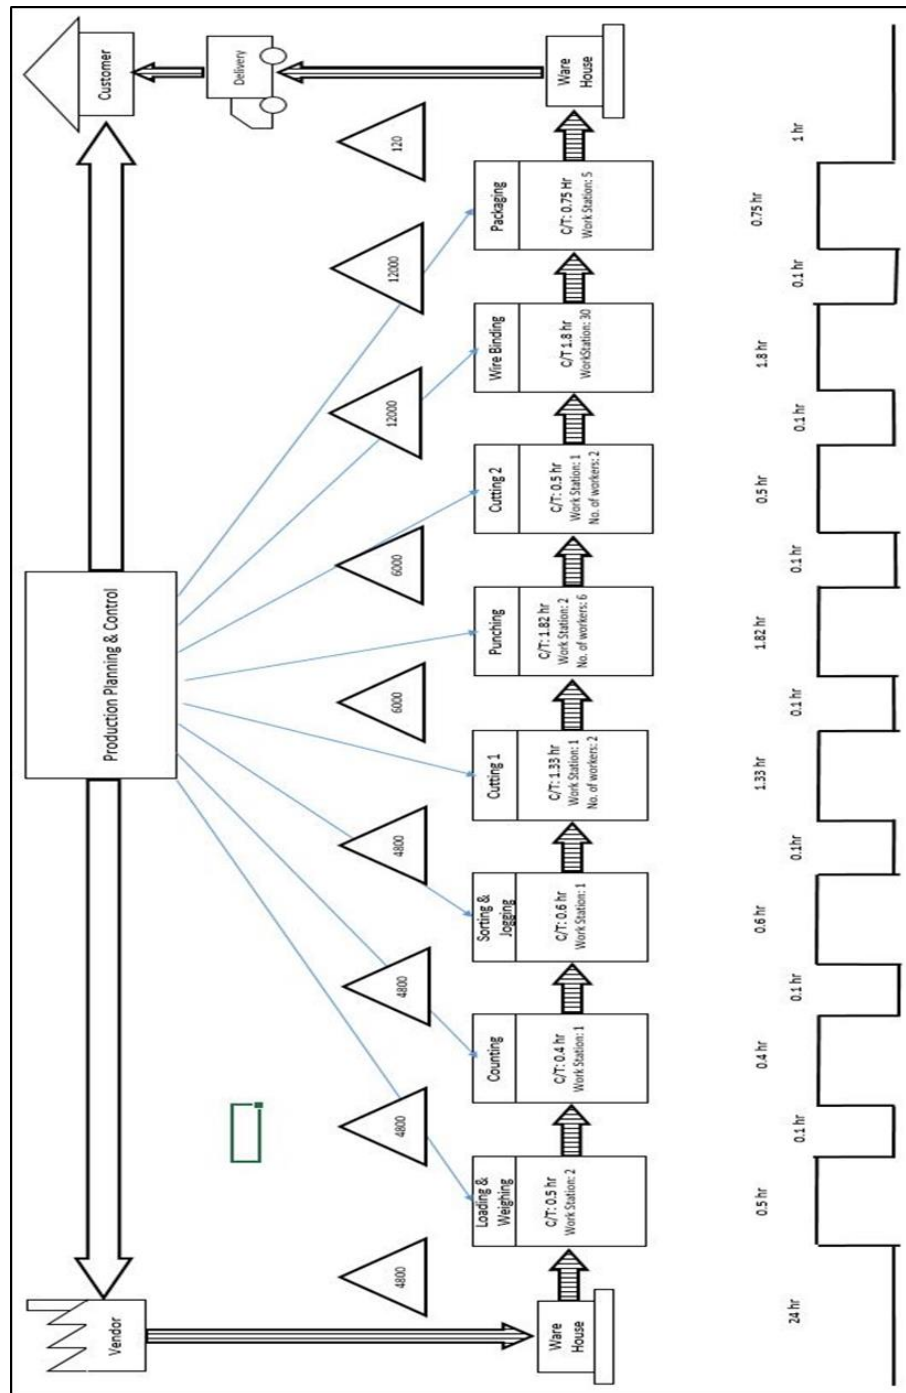 Vendor
Production Planning & Control
Customer
Delivery
4800
4800
4800
4800
6000
6000
12000
12000
120
Ware
House
Loading &
Weighing
C/T: 0.5 hr
Work Station: 2
Counting
C/T: 0.4 hr
Work Station: 1
Sorting &
Jogging
C/T: 0.6 hr
Work Station: 1
Cutting 1
C/T: 1.33 hr
Work Station: 1
No. of workers: 2
Punching
C/T: 1.82 hr
Work Station: 2
No. of workers: 6
Cutting 2
C/T: 0.5 hr
Work Station: 1
No. of workers: 2
Wire Binding
C/T 1.8 hr
WorkStation: 30
Packaging
C/T: 0.75 Hr
Work Station: 5
Ware
House
24 hr
0.5 hr
0.1 hr
0.4 hr
0.1 hr
0.6 hr
0.1hr
1.33 hr
0.1 hr
1.82 hr
0.1 hr
0.5 hr
0.1 hr
1.8 hr
0.1 hr
0.75 hr
1 hr